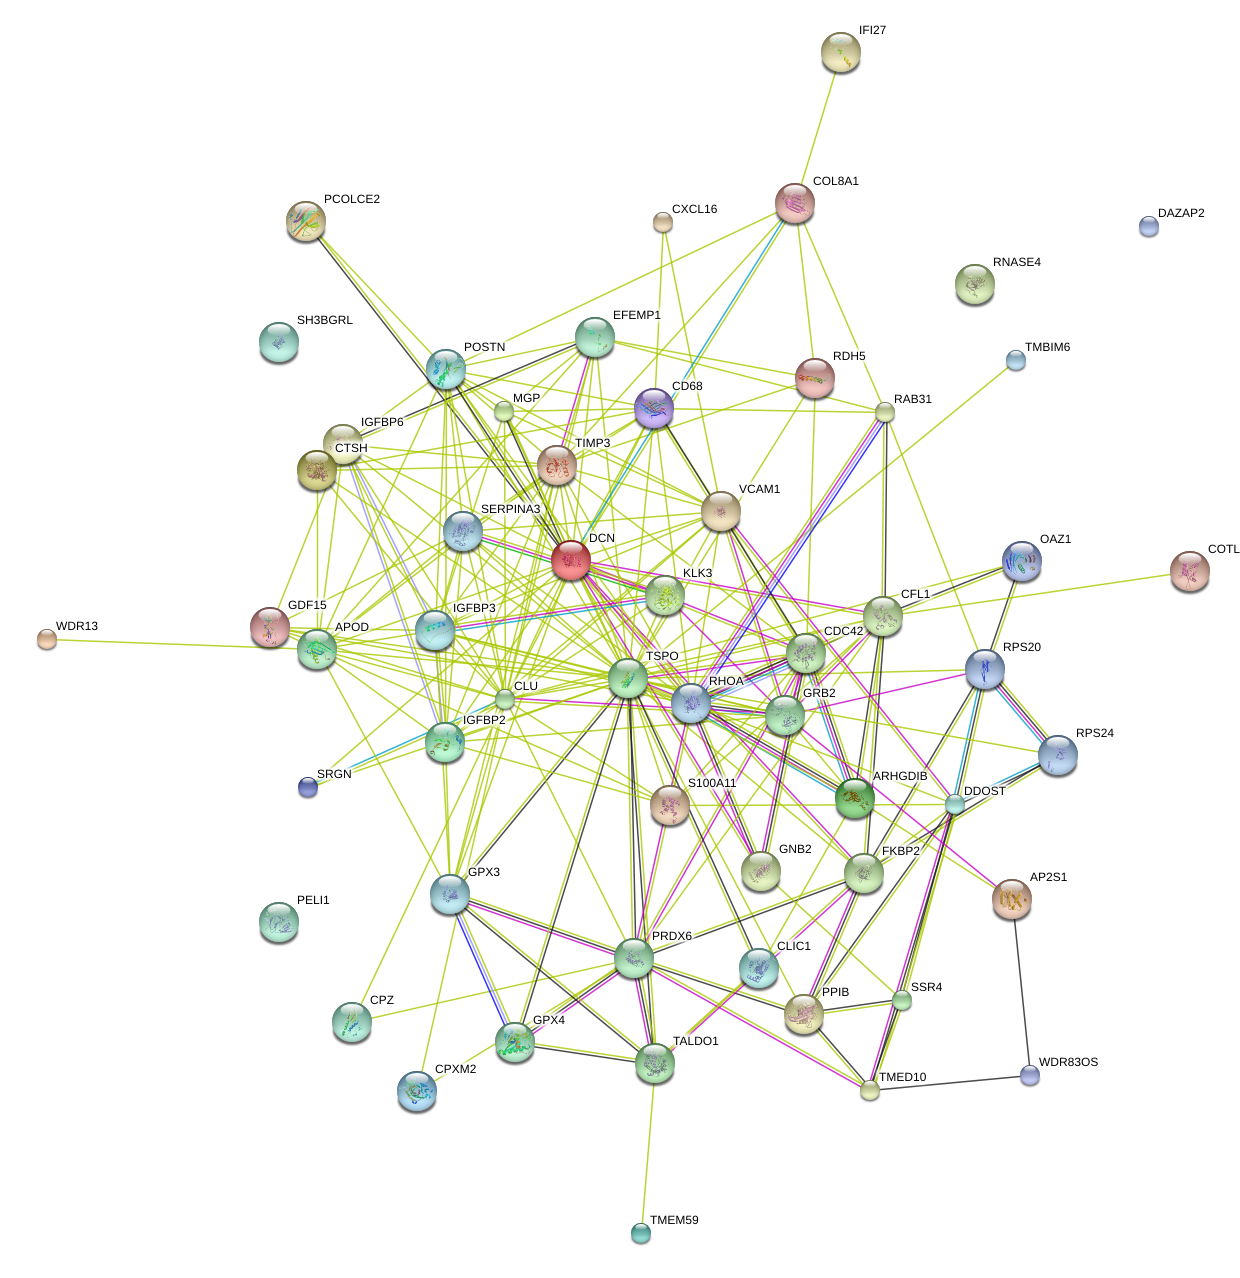 IFI27
PCOLCE2
COL8A1
CXCL16
DAZAP2
RNASE4
SH3BGRL
EFEMP1
POSTN
TMBIM6
RDH5
CD68
MGP
RAB31
IGFBP6
TIMP3
CTSH
VCAM1
SERPINA3
DCN
OAZ1
COTL
KLK3
CFL1
GDF15
IGFBP3
WDR13
APOD
CDC42
RPS20
TSPO
RHOA
CLU
GRB2
IGFBP2
RPS24
SRGN
S100A11
ARHGDIB
DDOST
GNB2
FKBP2
GPX3
AP2S1
PELI1
PRDX6
CLIC1
SSR4
PPIB
CPZ
GPX4
TALDO1
CPXM2
TMED10
WDR83OS
TMEM59